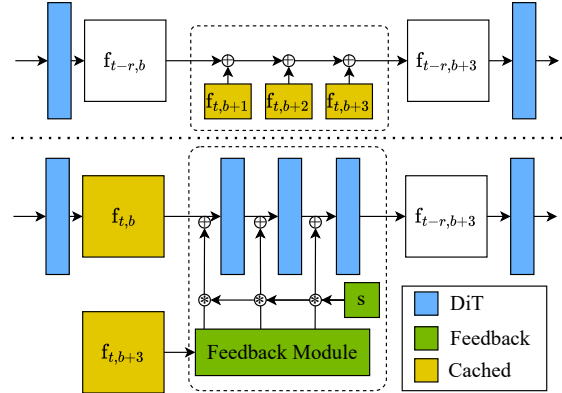 f_{t−r,b}
f_{t,b+1} f_{t,b+2} f_{t,b+3}
f_{t−r,b+3}
f_{t,b}
f_{t−r,b+3}
s
f_{t,b+3}
Feedback Module
DiT
Feedback
Cached